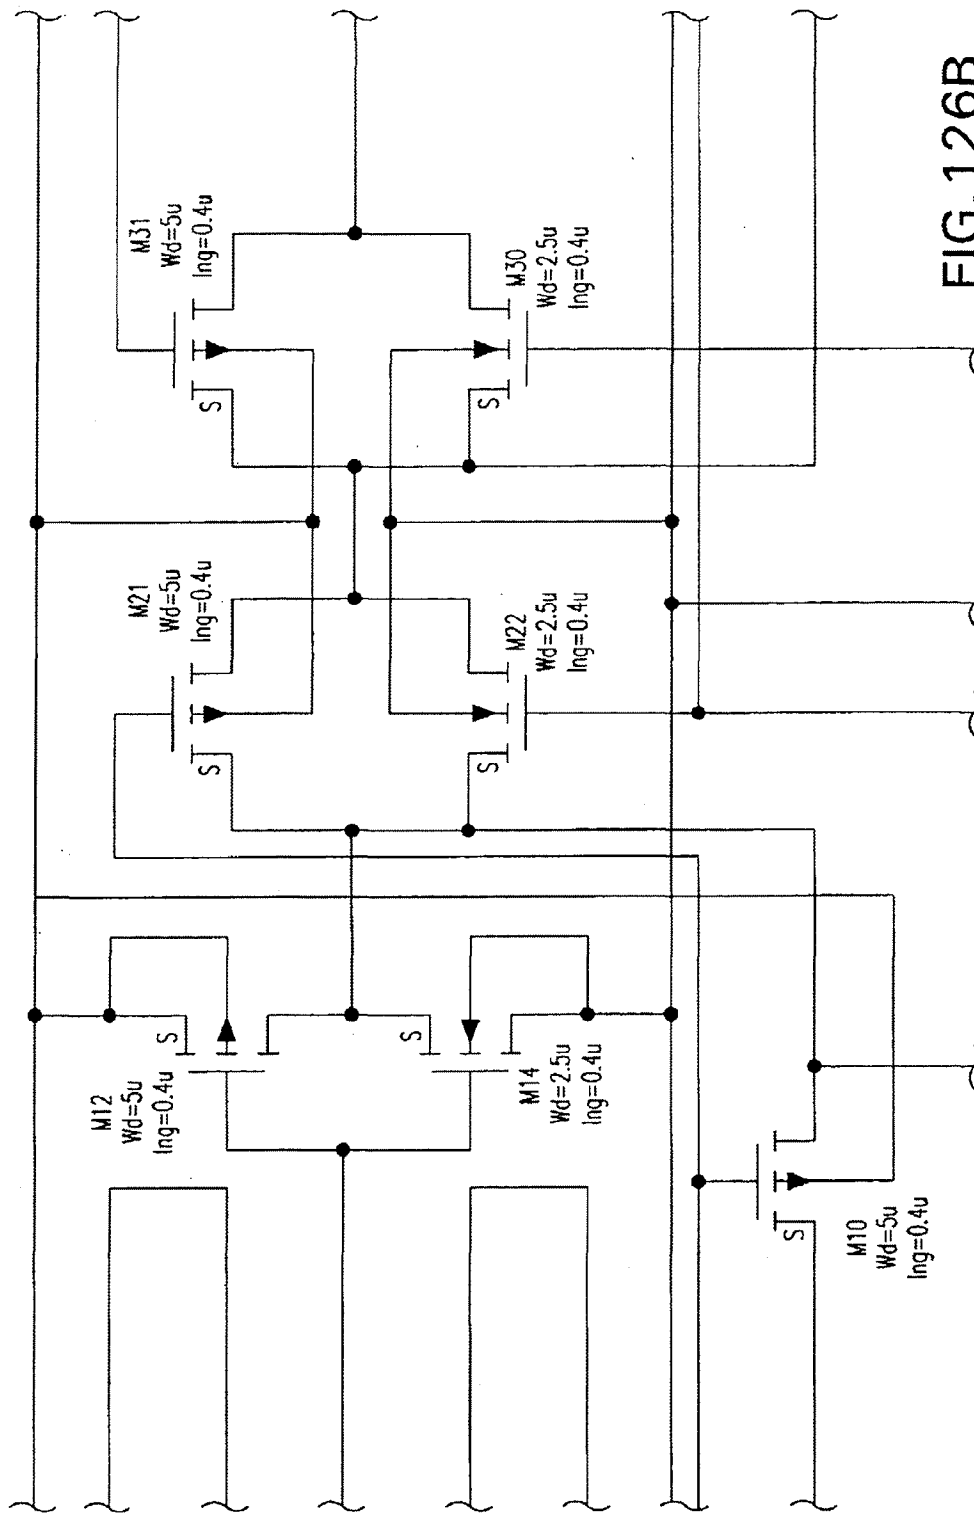 M31
Wd=5u
lng=0.4u
M30
Wd=2.5u
lng=0.4u
S
S
M21
Wd=5u
lng=0.4u
M22
Wd=2.5u
lng=0.4u
S
S
M12
Wd=5u
lng=0.4u
S
M14
Wd=2.5u
lng=0.4u
S
M10
Wd=5u
lng=0.4u
S
FIG.126B